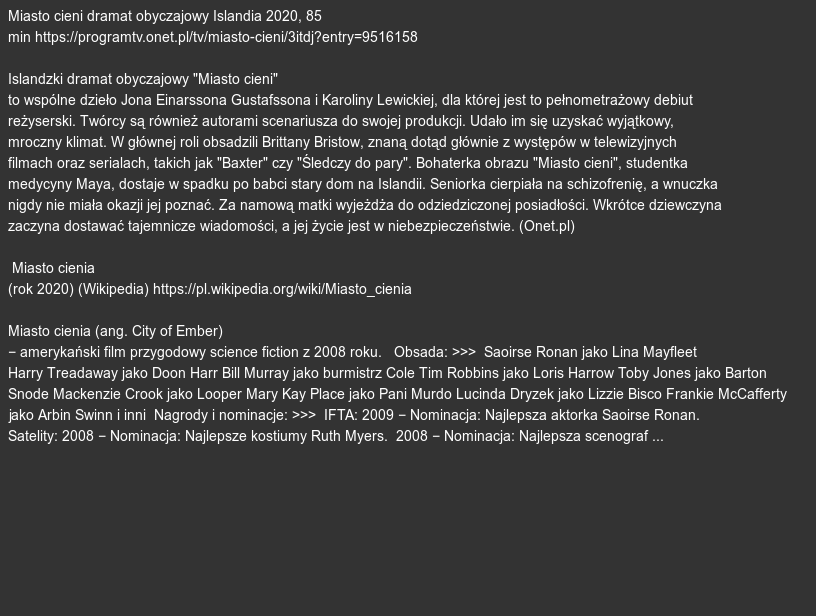 Miasto cieni dramat obyczajowy Islandia 2020, 85
min https://programtv.onet.pl/tv/miasto-cieni/3itdj?entry=9516158
Islandzki dramat obyczajowy "Miasto cieni"
to wspólne dzieło Jona Einarssona Gustafssona i Karoliny Lewickiej, dla której jest to pełnometrażowy debiut
reżyserski. Twórcy są również autorami scenariusza do swojej produkcji. Udało im się uzyskać wyjątkowy,
mroczny klimat. W głównej roli obsadzili Brittany Bristow, znaną dotąd głównie z występów w telewizyjnych
filmach oraz serialach, takich jak "Baxter" czy "Śledczy do pary". Bohaterka obrazu "Miasto cieni", studentka
medycyny Maya, dostaje w spadku po babci stary dom na Islandii. Seniorka cierpiała na schizofrenię, a wnuczka
nigdy nie miała okazji jej poznać. Za namową matki wyjeżdża do odziedziczonej posiadłości. Wkrótce dziewczyna
zaczyna dostawać tajemnicze wiadomości, a jej życie jest w niebezpieczeństwie. (Onet.pl)
Miasto cienia
(rok 2020) (Wikipedia) https://pl.wikipedia.org/wiki/Miasto_cienia
Miasto cienia (ang. City of Ember)
− amerykański film przygodowy science fiction z 2008 roku.   Obsada: >>>  Saoirse Ronan jako Lina Mayfleet
Harry Treadaway jako Doon Harr Bill Murray jako burmistrz Cole Tim Robbins jako Loris Harrow Toby Jones jako Barton
Snode Mackenzie Crook jako Looper Mary Kay Place jako Pani Murdo Lucinda Dryzek jako Lizzie Bisco Frankie McCafferty
jako Arbin Swinn i inni  Nagrody i nominacje: >>>  IFTA: 2009 − Nominacja: Najlepsza aktorka Saoirse Ronan.
Satelity: 2008 − Nominacja: Najlepsze kostiumy Ruth Myers.  2008 − Nominacja: Najlepsza scenograf ...